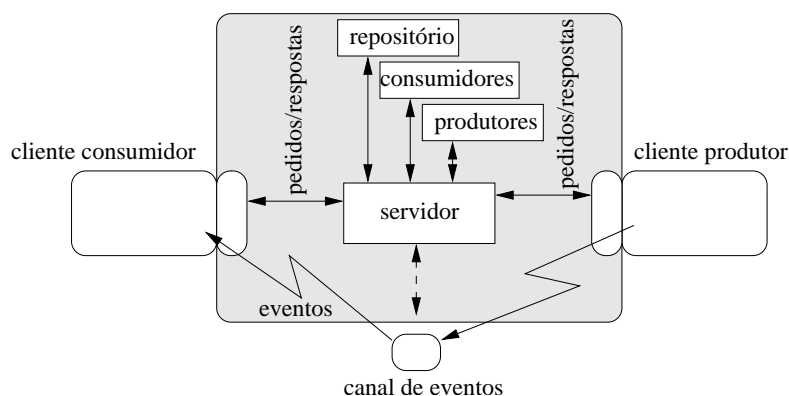 repositório
consumidores
produtores
pedidos/respostas
pedidos/respostas
cliente consumidor
cliente produtor
servidor
eventos
canal de eventos